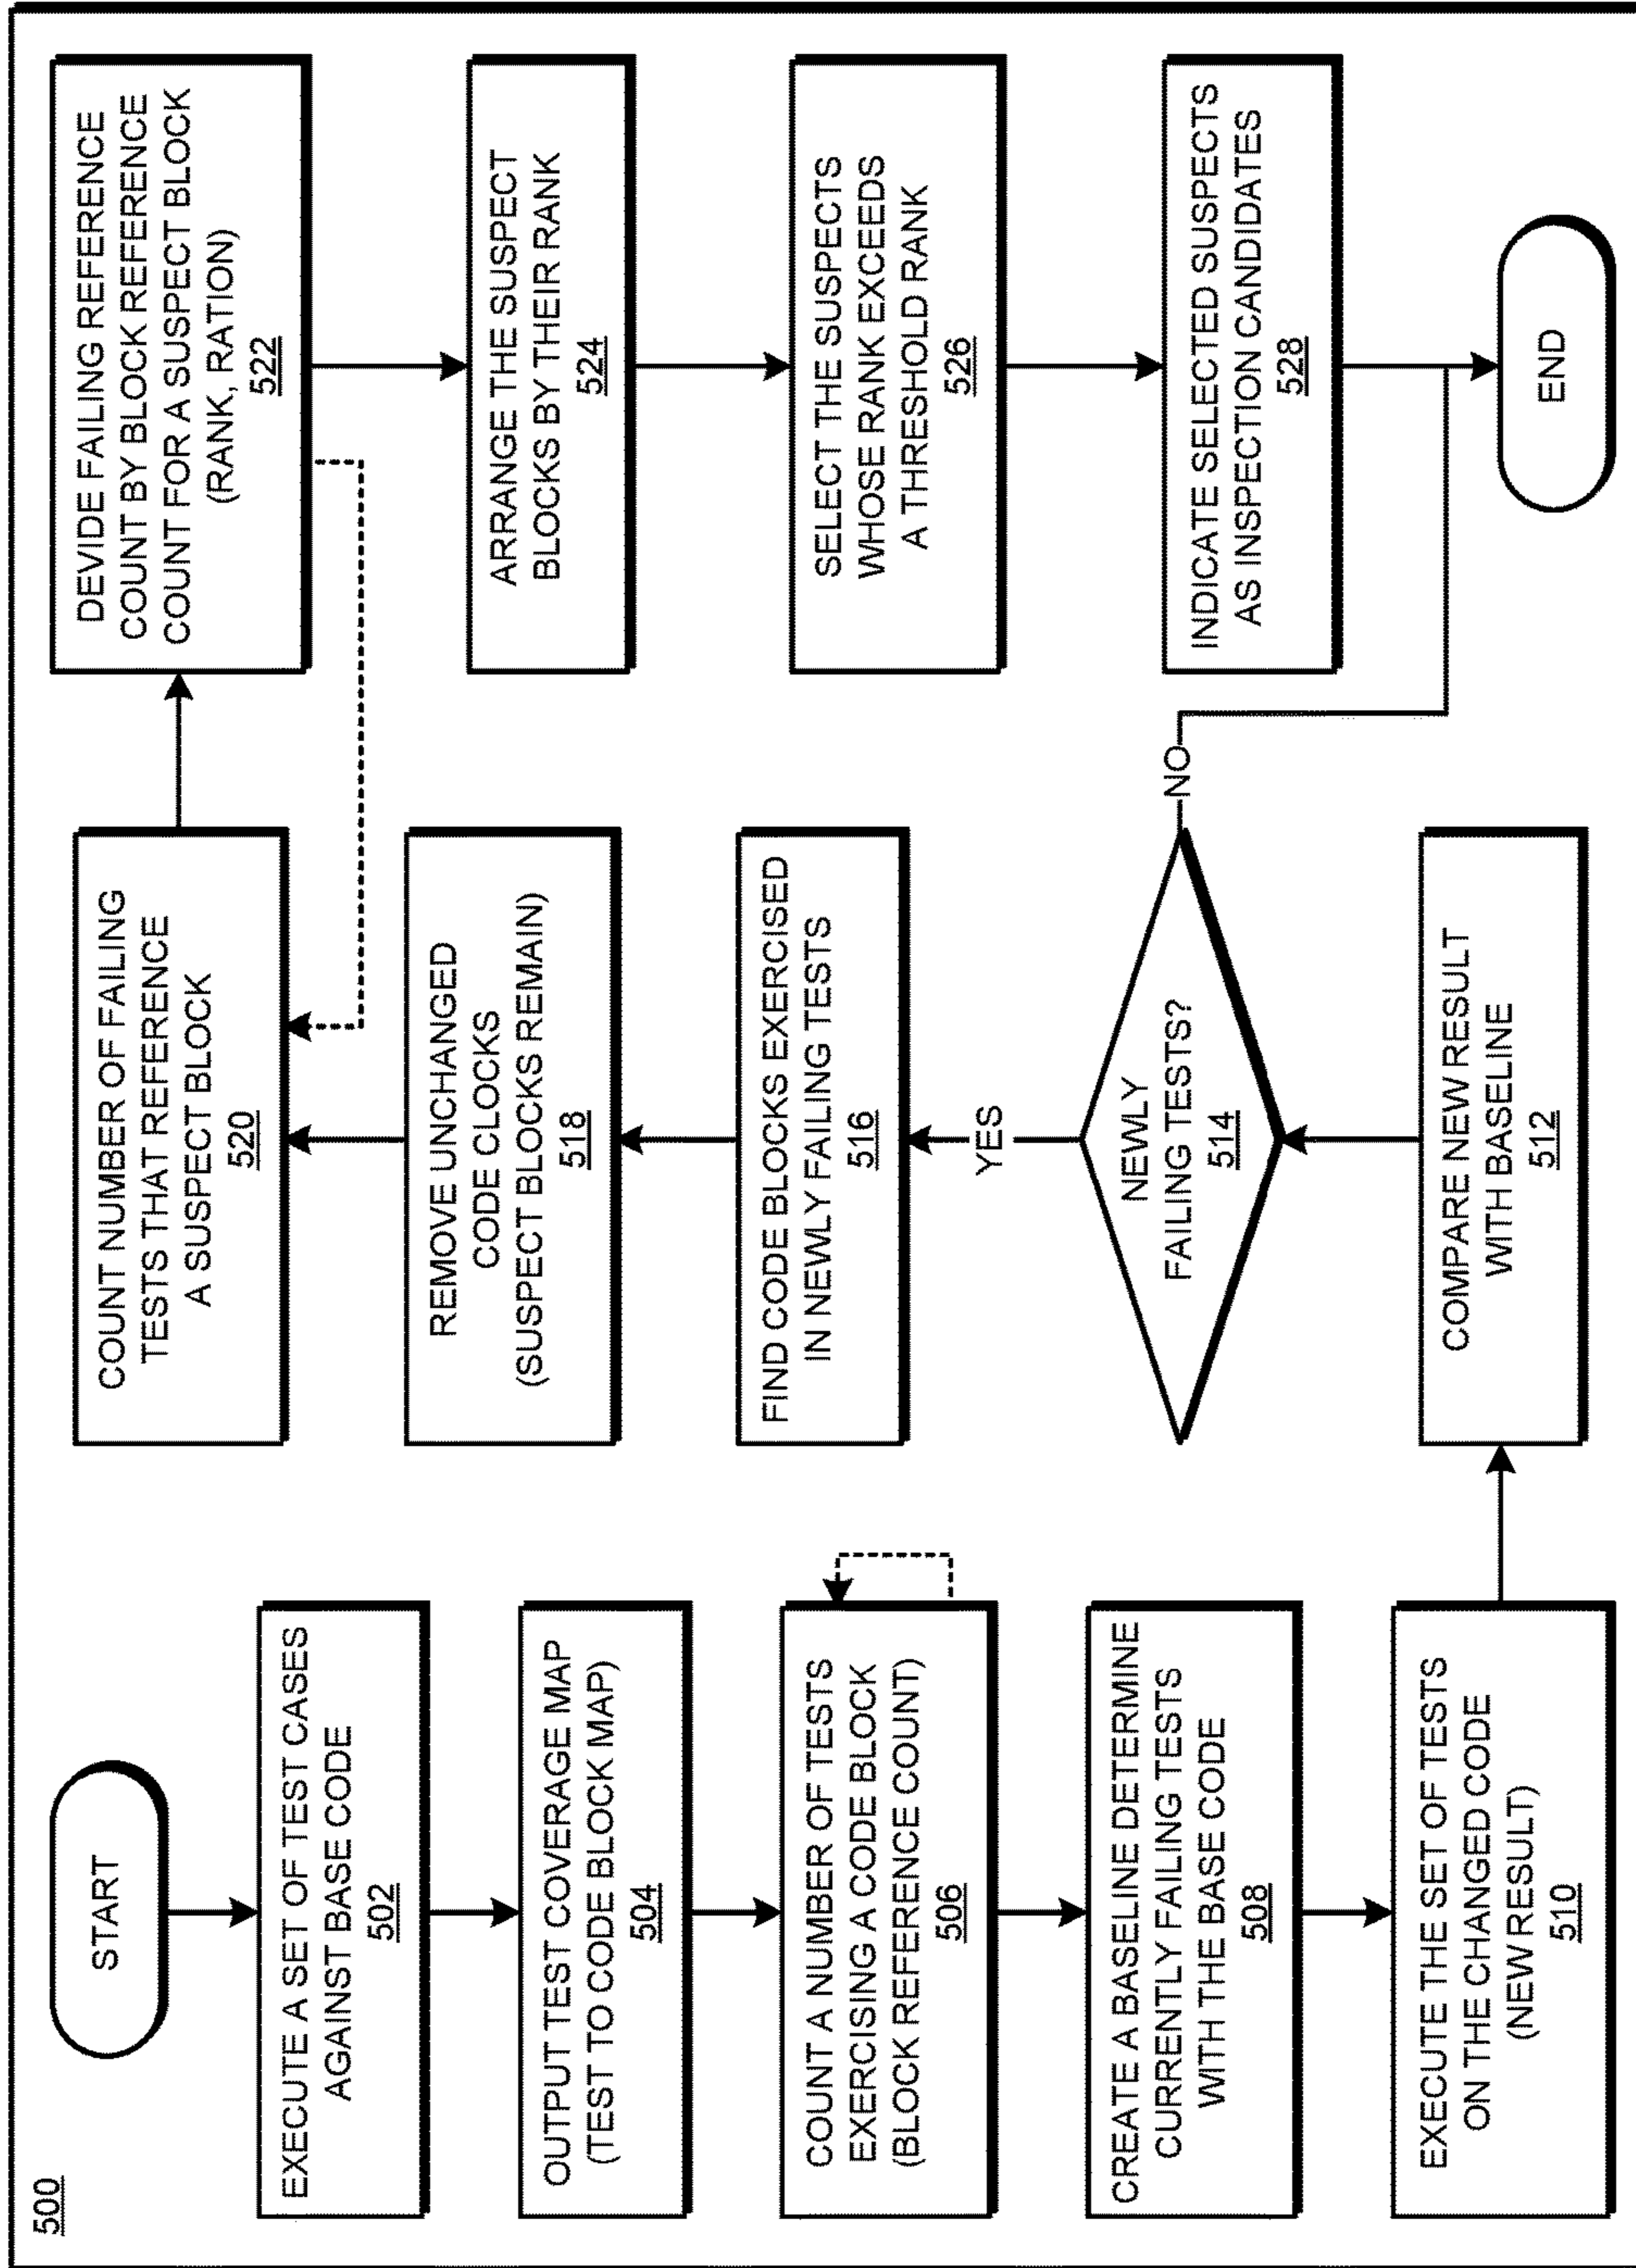 500
START
EXECUTE A SET OF TEST CASES
AGAINST BASE CODE
502
OUTPUT TEST COVERAGE MAP
(TEST TO CODE BLOCK MAP)
504
COUNT A NUMBER OF TESTS
EXERCISING A CODE BLOCK
(BLOCK REFERENCE COUNT)
506
CREATE A BASELINE DETERMINE
CURRENTLY FAILING TESTS
WITH THE BASE CODE
508
EXECUTE THE SET OF TESTS
ON THE CHANGED CODE
(NEW RESULT)
510
COMPARE NEW RESULT
WITH BASELINE
512
NEWLY
FAILING TESTS?
514
YES
NO
FIND CODE BLOCKS EXERCISED
IN NEWLY FAILING TESTS
516
REMOVE UNCHANGED
CODE CLOCKS
(SUSPECT BLOCKS REMAIN)
518
COUNT NUMBER OF FAILING
TESTS THAT REFERENCE
A SUSPECT BLOCK
520
DEVIDE FAILING REFERENCE
COUNT BY BLOCK REFERENCE
COUNT FOR A SUSPECT BLOCK
(RANK, RATION)
522
ARRANGE THE SUSPECT
BLOCKS BY THEIR RANK
524
SELECT THE SUSPECTS
WHOSE RANK EXCEEDS
A THRESHOLD RANK
526
INDICATE SELECTED SUSPECTS
AS INSPECTION CANDIDATES
528
END